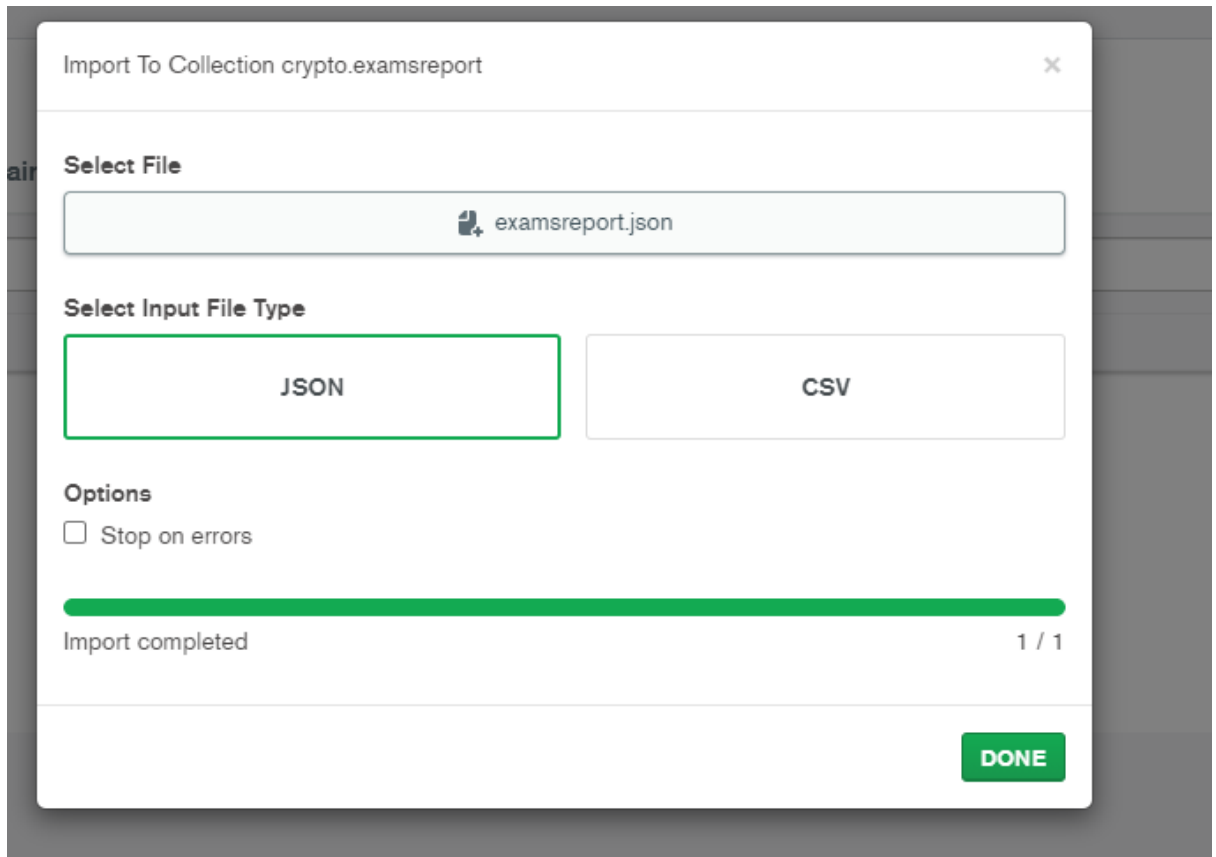 Import To Collection crypto.examsreport ×
Select File
examsreport.json
Select Input File Type
JSON CSV
Options
Stop on errors
Import completed 1 / 1
DONE